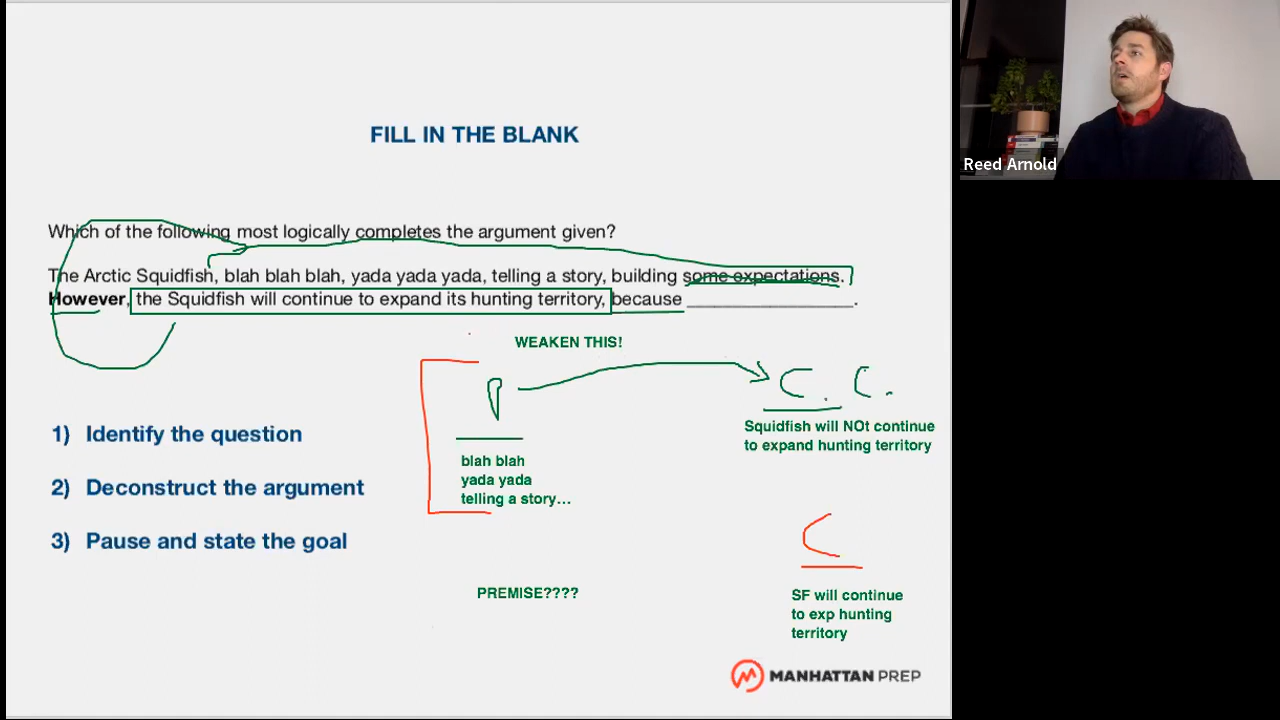 FILL IN THE BLANK
Reed Arnold
Which of the following most logically completes the argument given?
The Arctic Squidfish, blah blah blah, yada yada yada, telling a story, building some expectations.
However, the Squidfish will continue to expand its hunting territory, because ___________________.
WEAKEN THIS!
P
C. C.
Squidfish will NOt continue
to expand hunting territory
1) Identify the question
blah blah
yada yada
telling a story...
2) Deconstruct the argument
3) Pause and state the goal
C
PREMISE????
SF will continue
to exp hunting
territory
MANHATTAN PREP